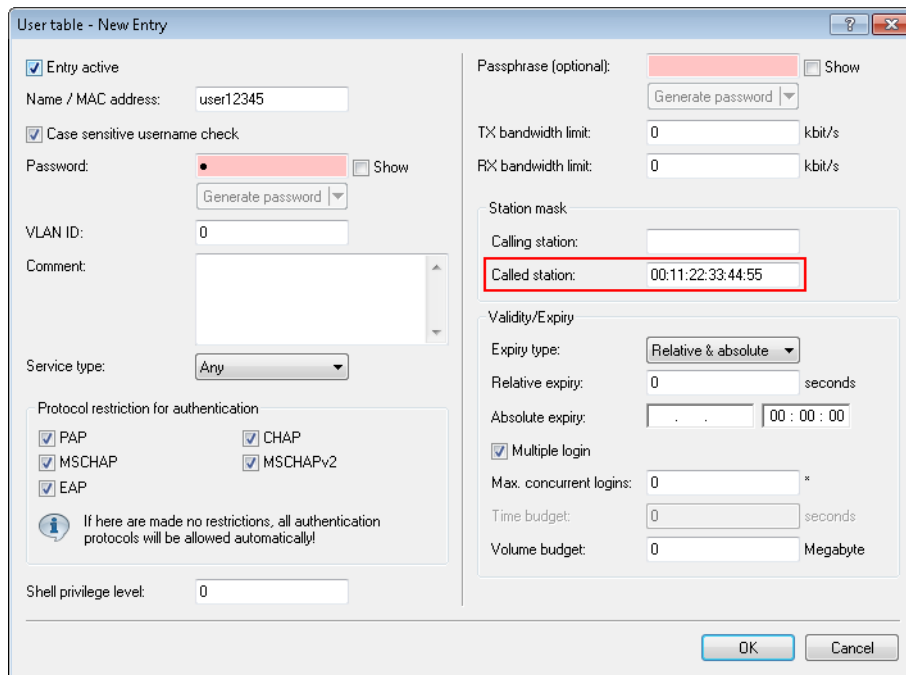 User table - New Entry
Entry active
Name / MAC address: user12345
Case sensitive username check
Password: ● Show
Generate password
VLAN ID: 0
Comment:
Service type: Any
Protocol restriction for authentication
PAP CHAP
MSCHAP MSCHAPv2
EAP
If here are made no restrictions, all authentication
protocols will be allowed automatically!
Shell privilege level: 0
Passphrase (optional): Show
Generate password
TX bandwidth limit: 0 kbit/s
RX bandwidth limit: 0 kbit/s
Station mask
Calling station:
Called station: 00:11:22:33:44:55
Validity/Expiry
Expiry type: Relative & absolute
Relative expiry: 0 seconds
Absolute expiry: . . 00 : 00 : 00
Multiple login
Max. concurrent logins: 0 *
Time budget: 0 seconds
Volume budget: 0 Megabyte
OK Cancel